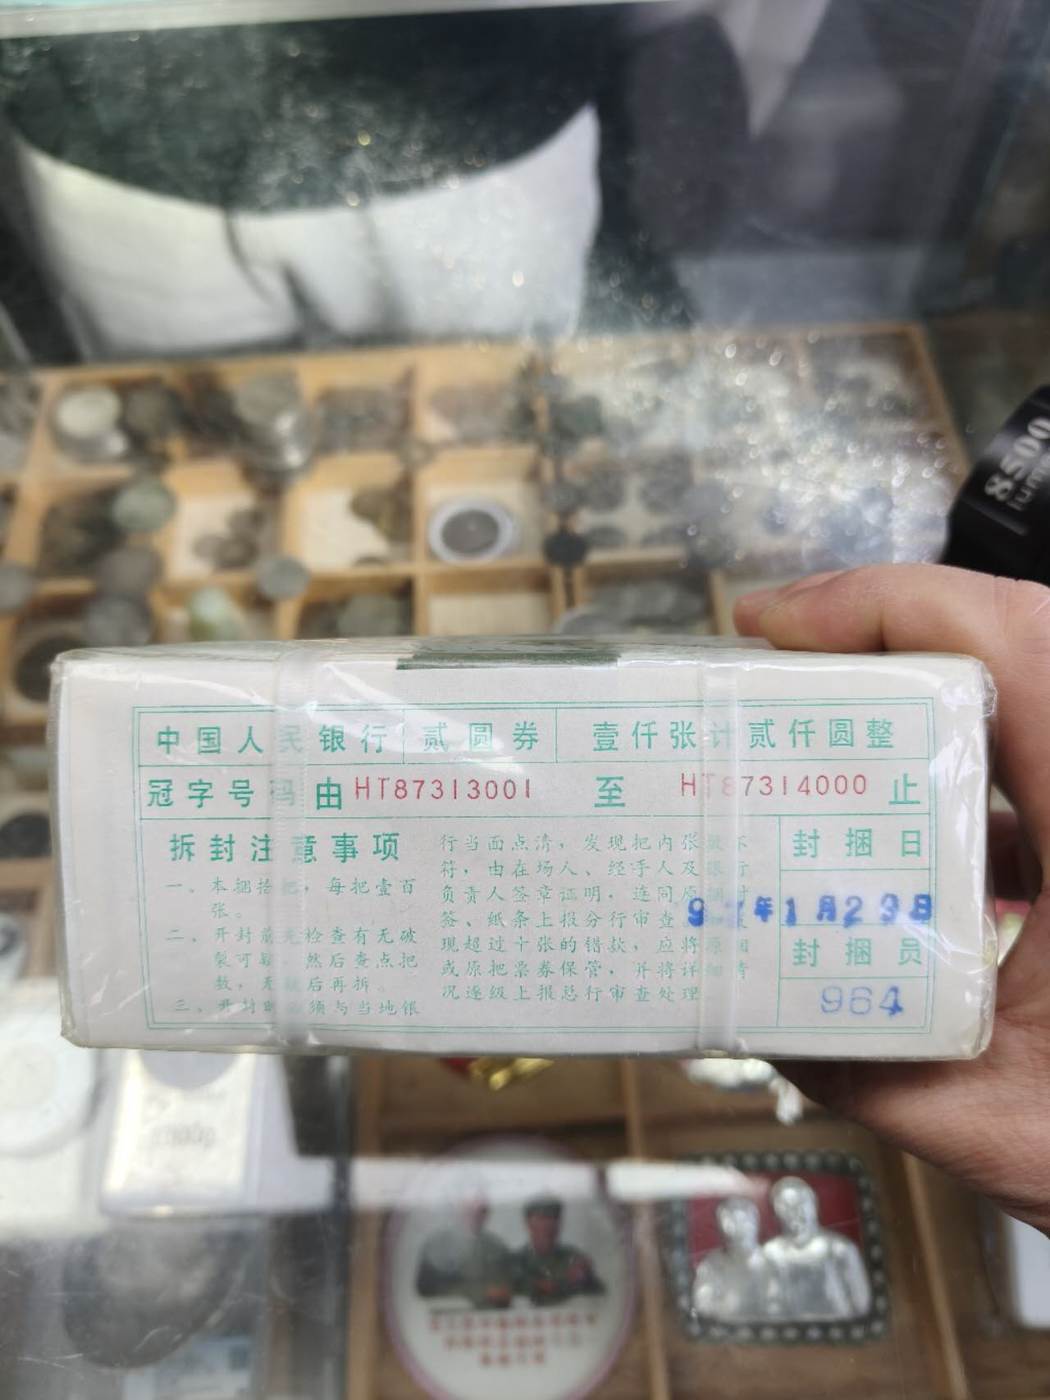 8500
lumen
中国人民银行 贰圆券 壹仟张计贰仟圆整
冠字号码 由 HT87313001 至 HT87314000 止
拆封注意事项
一、本捆拾把，每把壹百
张。
二、开封前先检查有无破
裂可疑，然后查点把
数，无误后再拆。
三、开封时必须与当地银
行当面点清，发现把内张数不
符，由在场人、经手人及银行
负责人签章证明，连同原捆封
签、纸条上报分行审查
现超过十张的错款，应将原捆
或原把票券保管，并将详细情
况逐级上报总行审查处理
封捆日
年1月23日
封捆员
964